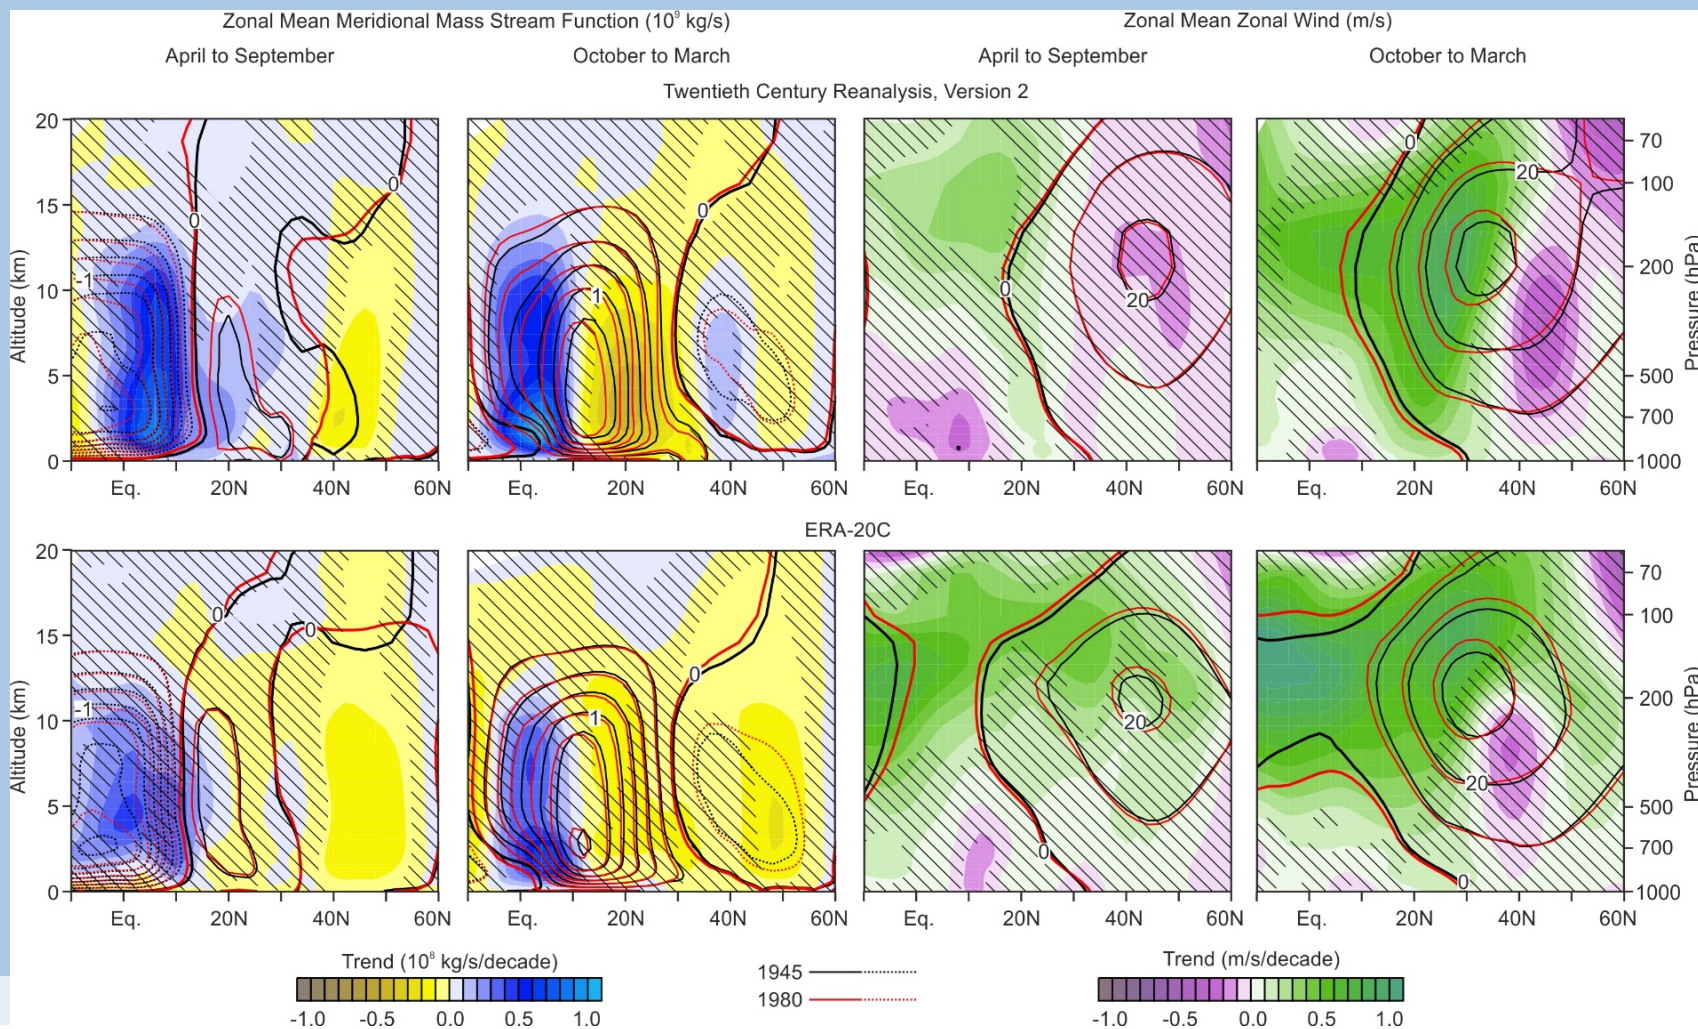 Zonal Mean Meridional Mass Stream Function (10⁹ kg/s) Zonal Mean Zonal Wind (m/s)
April to September October to March April to September October to March
Twentieth Century Reanalysis, Version 2
20 15 10 5 0
Altitude (km)
0 0 -1
0 1
0 20
0 20
70 100 200 500 700 1000
Pressure (hPa)
Eq. 20N 40N 60N Eq. 20N 40N 60N Eq. 20N 40N 60N Eq. 20N 40N 60N
ERA-20C
20 15 10 5 0
Altitude (km)
0 0 -1
0 1
20 0
20 0
70 100 200 500 700 1000
Pressure (hPa)
Eq. 20N 40N 60N Eq. 20N 40N 60N Eq. 20N 40N 60N Eq. 20N 40N 60N
Trend (10⁸ kg/s/decade)
-1.0 -0.5 0.0 0.5 1.0
1945
1980
Trend (m/s/decade)
-1.0 -0.5 0.0 0.5 1.0